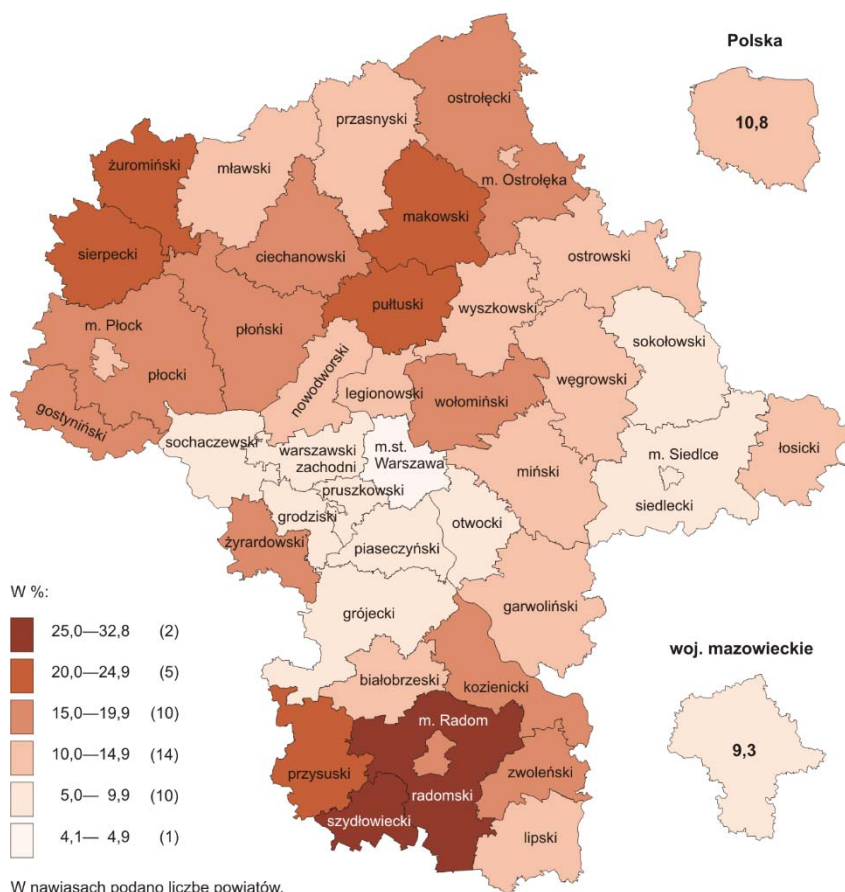 Polska
10,8
ostrołęcki
przasnyski
żuromiński
mławski
m. Ostrołęka
makowski
sierpecki
ciechanowski
ostrowski
pułtuski
wyszkowski
m. Płock
płoński
sokołowski
nowodworski
węgrowski
płocki
legionowski
wołomiński
gostyniński
sochaczewski
warszawski
zachodni
m.st.
Warszawa
m. Siedlce
łosicki
miński
pruszkowski
siedlecki
grodziski
otwocki
żyrardowski
piaseczyński
W %:
25,0—32,8 (2)
20,0—24,9 (5)
15,0—19,9 (10)
10,0—14,9 (14)
5,0— 9,9 (10)
4,1— 4,9 (1)
grójecki
garwoliński
woj. mazowieckie
9,3
białobrzeski
kozienicki
m. Radom
przysuski
zwoleński
radomski
szydłowiecki
lipski
W nawiasach podano liczbę powiatów.